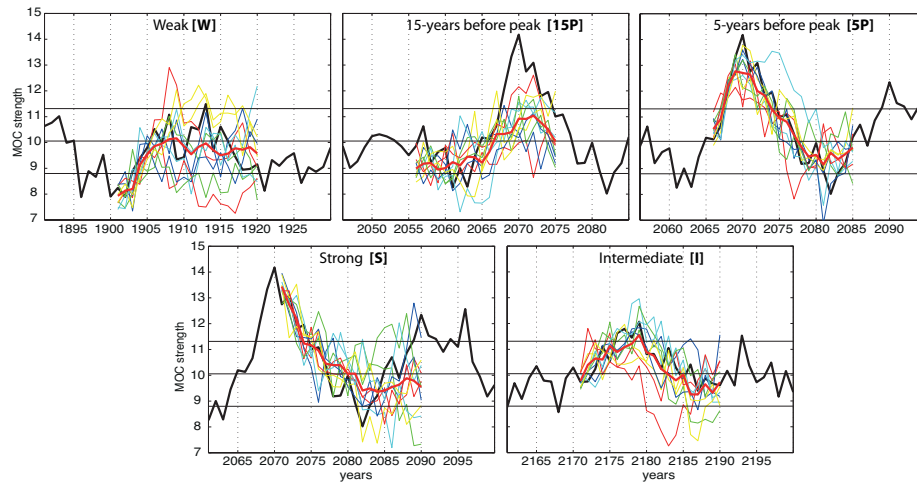 Weak [W]
15-years before peak [15P]
5-years before peak [5P]
MOC strength
15
14
13
12
11
10
9
8
7
1895 1900 1905 1910 1915 1920 1925
2050 2055 2060 2065 2070 2075 2080
2060 2065 2070 2075 2080 2085 2090
Strong [S]
Intermediate [I]
MOC strength
15
14
13
12
11
10
9
8
7
2065 2070 2075 2080 2085 2090 2095
2165 2170 2175 2180 2185 2190 2195
years
years